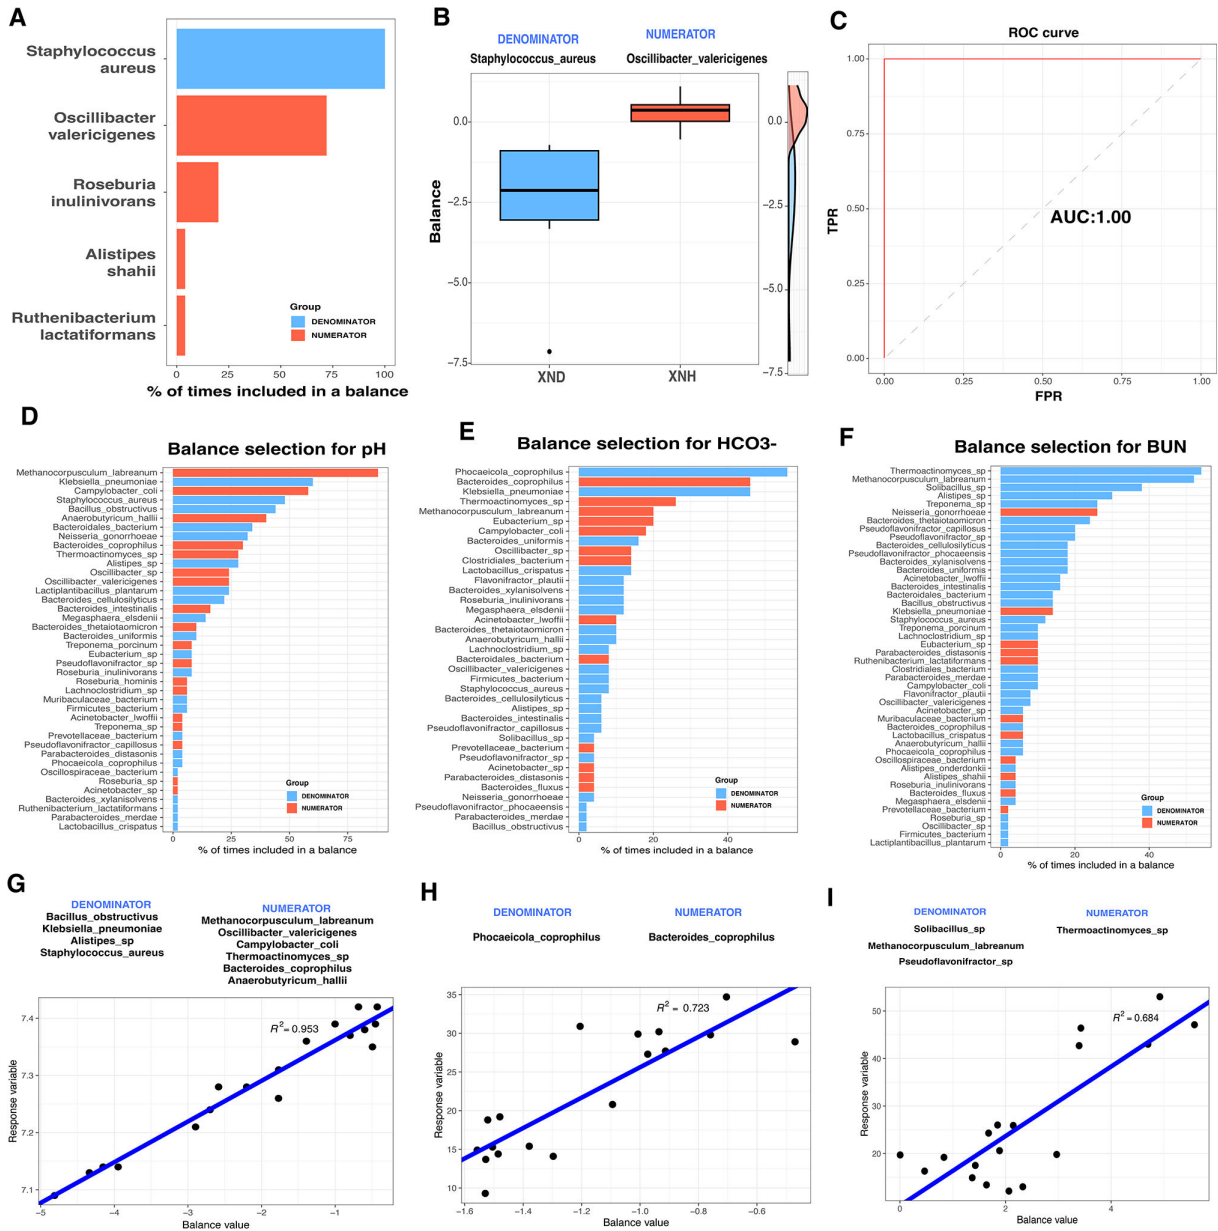 A
Staphylococcus
aureus
Oscillibacter
valericigenes
Roseburia
inulinivorans
Alistipes
shahii
Ruthenibacterium
lactatiformans
Group
DENOMINATOR
NUMERATOR
0
25
50
75
100
% of times included in a balance
B
DENOMINATOR
NUMERATOR
Staphylococcus_aureus
Oscillibacter_valericigenes
Balance
0.0
−2.5
−5.0
−7.5
XND
XNH
0.0
−2.5
−5.0
−7.5
C
ROC curve
TPR
1.00
0.75
0.50
0.25
0.00
AUC:1.00
0.00
0.25
0.50
0.75
1.00
FPR
D
Balance selection for pH
Methanocorpusculum_labreanum
Klebsiella_pneumoniae
Campylobacter_coli
Staphylococcus_aureus
Bacillus_obstructivus
Anaerobutyricum_hallii
Bacteroidales_bacterium
Neisseria_gonorrhoeae
Bacteroides_coprophilus
Thermoactinomyces_sp
Alistipes_sp
Oscillibacter_sp
Oscillibacter_valericigenes
Lactiplantibacillus_plantarum
Bacteroides_cellulosilyticus
Bacteroides_intestinalis
Megasphaera_elsdenii
Bacteroides_thetaiotaomicron
Bacteroides_uniformis
Treponema_porcinum
Eubacterium_sp
Pseudoflavonifractor_sp
Roseburia_inulinivorans
Roseburia_hominis
Lachnoclostridium_sp
Muribaculaceae_bacterium
Firmicutes_bacterium
Acinetobacter_lwoffii
Treponema_sp
Prevotellaceae_bacterium
Pseudoflavonifractor_capillosus
Parabacteroides_distasonis
Phocaeicola_coprophilus
Oscillospiraceae_bacterium
Roseburia_sp
Acinetobacter_sp
Bacteroides_xylanisolvens
Ruthenibacterium_lactatiformans
Parabacteroides_merdae
Lactobacillus_crispatus
Group
DENOMINATOR
NUMERATOR
0
25
50
75
% of times included in a balance
E
Balance selection for HCO3-
Phocaeicola_coprophilus
Bacteroides_coprophilus
Klebsiella_pneumoniae
Thermoactinomyces_sp
Methanocorpusculum_labreanum
Eubacterium_sp
Campylobacter_coli
Bacteroides_uniformis
Oscillibacter_sp
Clostridiales_bacterium
Lactobacillus_crispatus
Flavonifractor_plautii
Bacteroides_xylanisolvens
Roseburia_inulinivorans
Megasphaera_elsdenii
Acinetobacter_lwoffii
Bacteroides_thetaiotaomicron
Anaerobutyricum_hallii
Lachnoclostridium_sp
Bacteroidales_bacterium
Oscillibacter_valericigenes
Firmicutes_bacterium
Staphylococcus_aureus
Bacteroides_cellulosilyticus
Alistipes_sp
Bacteroides_intestinalis
Pseudoflavonifractor_capillosus
Solibacillus_sp
Prevotellaceae_bacterium
Pseudoflavonifractor_sp
Acinetobacter_sp
Parabacteroides_distasonis
Bacteroides_fluxus
Neisseria_gonorrhoeae
Pseudoflavonifractor_phocaeensis
Parabacteroides_merdae
Bacillus_obstructivus
Group
DENOMINATOR
NUMERATOR
0
20
40
% of times included in a balance
F
Balance selection for BUN
Thermoactinomyces_sp
Methanocorpusculum_labreanum
Solibacillus_sp
Alistipes_sp
Treponema_sp
Neisseria_gonorrhoeae
Bacteroides_thetaiotaomicron
Pseudoflavonifractor_capillosus
Pseudoflavonifractor_sp
Bacteroides_cellulosilyticus
Pseudoflavonifractor_phocaeensis
Bacteroides_xylanisolvens
Bacteroides_uniformis
Acinetobacter_lwoffii
Bacteroides_intestinalis
Bacteroidales_bacterium
Bacillus_obstructivus
Klebsiella_pneumoniae
Staphylococcus_aureus
Treponema_porcinum
Lachnoclostridium_sp
Eubacterium_sp
Parabacteroides_distasonis
Ruthenibacterium_lactatiformans
Clostridiales_bacterium
Parabacteroides_merdae
Campylobacter_coli
Flavonifractor_plautii
Oscillibacter_valericigenes
Acinetobacter_sp
Muribaculaceae_bacterium
Bacteroides_coprophilus
Lactobacillus_crispatus
Anaerobutyricum_hallii
Phocaeicola_coprophilus
Oscillospiraceae_bacterium
Alistipes_onderdonkii
Alistipes_shahii
Roseburia_inulinivorans
Bacteroides_fluxus
Megasphaera_elsdenii
Prevotellaceae_bacterium
Roseburia_sp
Oscillibacter_sp
Firmicutes_bacterium
Lactiplantibacillus_plantarum
Group
DENOMINATOR
NUMERATOR
0
20
40
% of times included in a balance
G
DENOMINATOR
Bacillus_obstructivus
Klebsiella_pneumoniae
Alistipes_sp
Staphylococcus_aureus
NUMERATOR
Methanocorpusculum_labreanum
Oscillibacter_valericigenes
Campylobacter_coli
Thermoactinomyces_sp
Bacteroides_coprophilus
Anaerobutyricum_hallii
Response variable
7.4
7.3
7.2
7.1
R² = 0.953
−5
−4
−3
−2
−1
Balance value
H
DENOMINATOR
NUMERATOR
Phocaeicola_coprophilus
Bacteroides_coprophilus
Response variable
35
30
25
20
15
10
R² = 0.723
−1.6
−1.4
−1.2
−1.0
−0.8
−0.6
Balance value
I
DENOMINATOR
Solibacillus_sp
Methanocorpusculum_labreanum
Pseudoflavonifractor_sp
NUMERATOR
Thermoactinomyces_sp
Response variable
50
40
30
20
R² = 0.684
0
2
4
Balance value